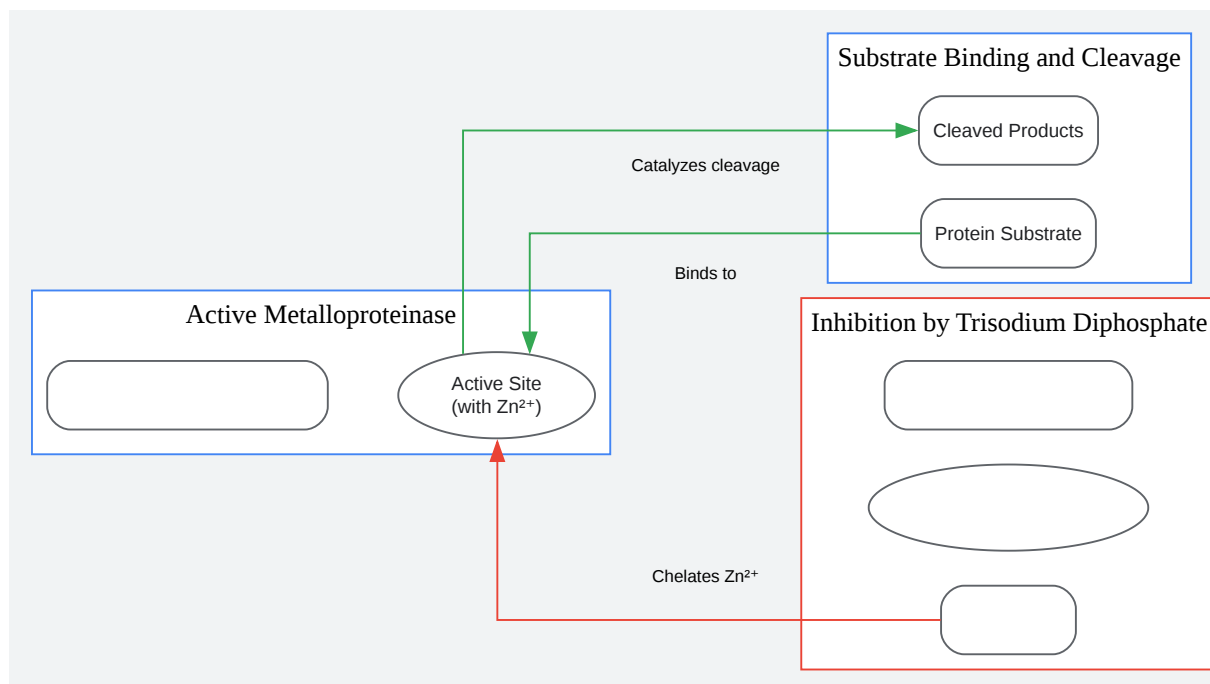 Substrate Binding and Cleavage
Cleaved Products
Catalyzes cleavage
Protein Substrate
Binds to
Active Metalloproteinase
Active Site
(with Zn²⁺)
Inhibition by Trisodium Diphosphate
Chelates Zn²⁺